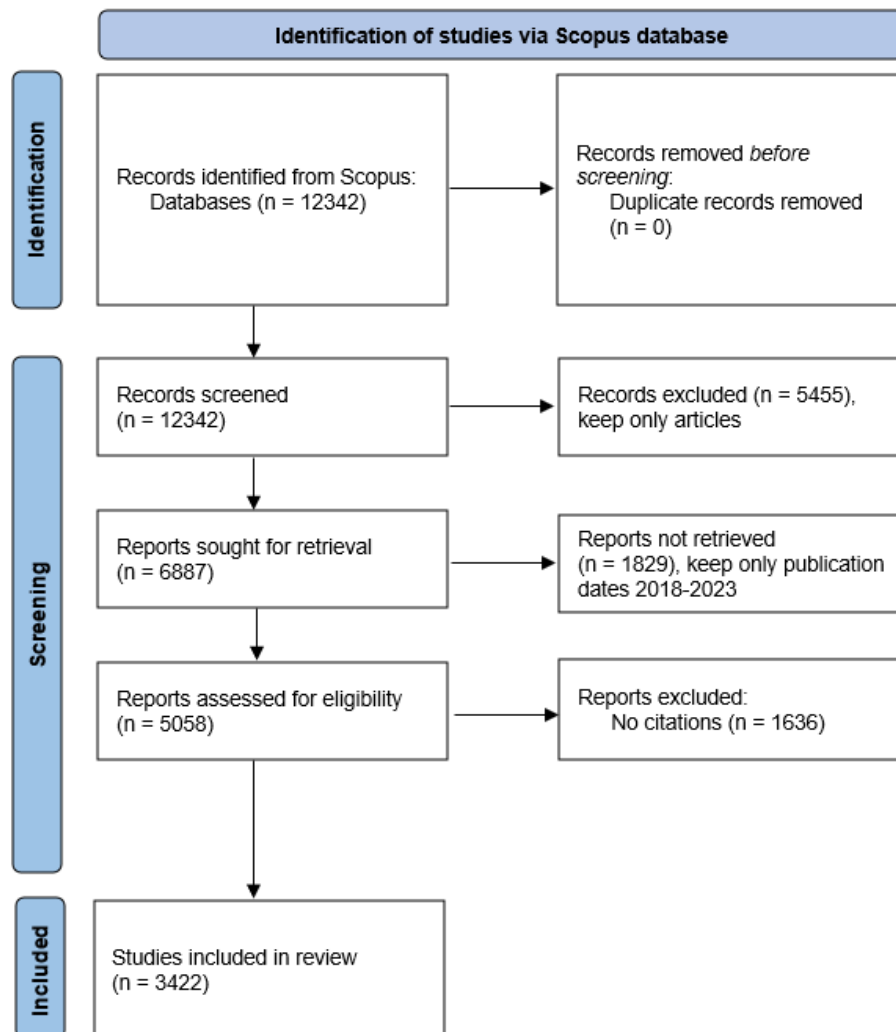 Identification of studies via Scopus database
Identification
Records identified from Scopus:
Databases (n = 12342)
Records removed before
screening:
Duplicate records removed
(n = 0)
Screening
Records screened
(n = 12342)
Records excluded (n = 5455),
keep only articles
Reports sought for retrieval
(n = 6887)
Reports not retrieved
(n = 1829), keep only publication
dates 2018-2023
Reports assessed for eligibility
(n = 5058)
Reports excluded:
No citations (n = 1636)
Included
Studies included in review
(n = 3422)